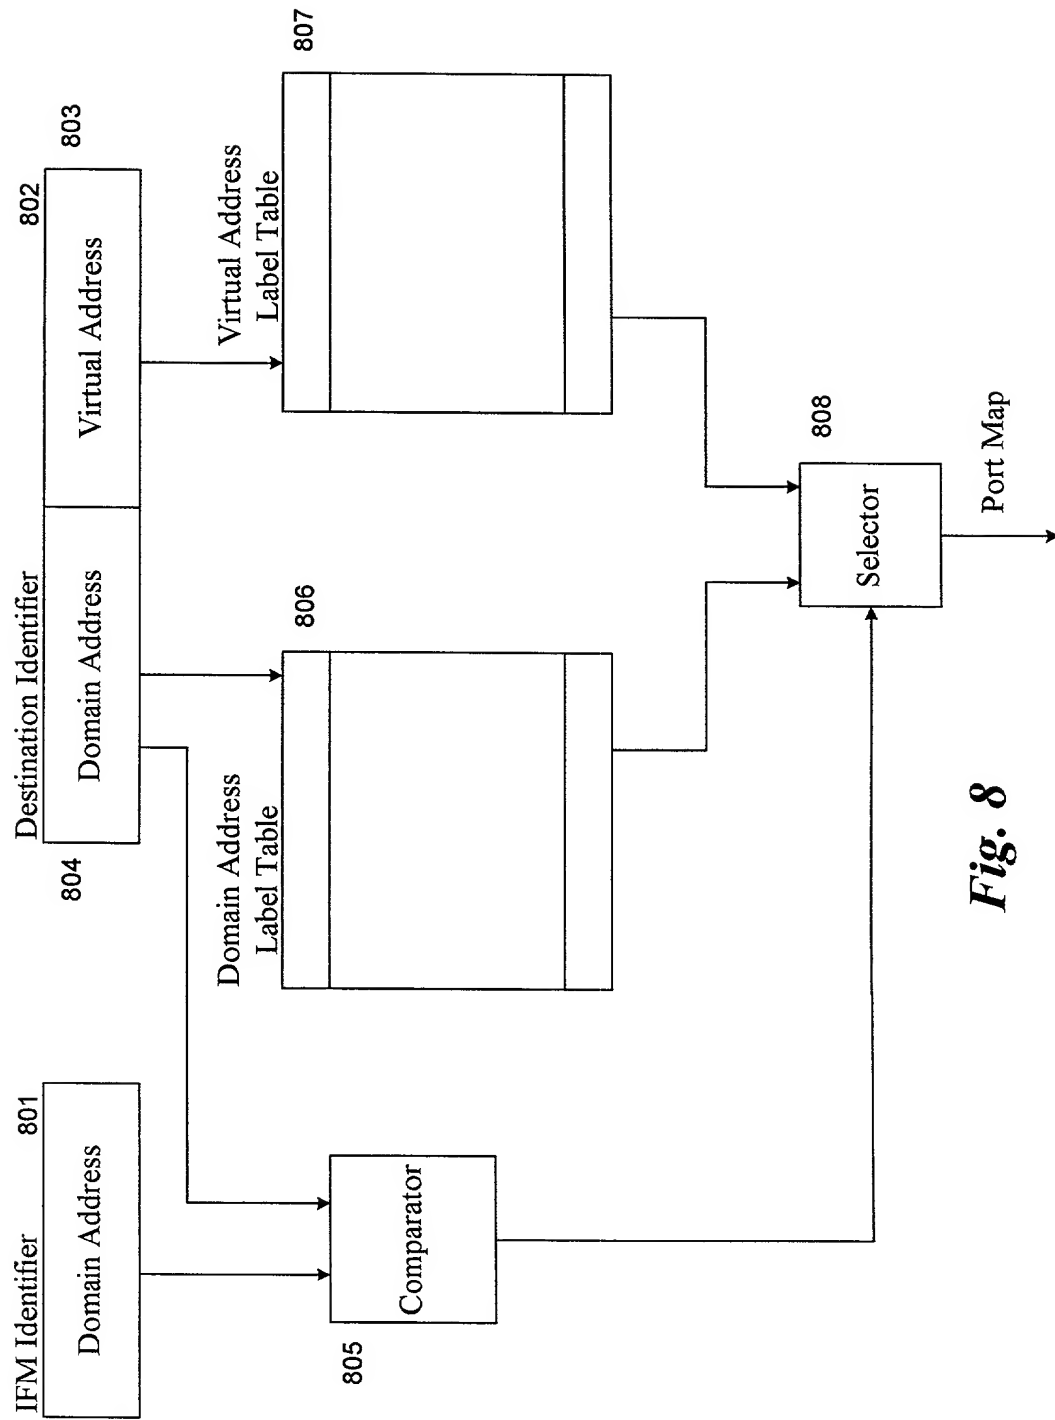 IFM Identifier
801
Domain Address
Destination Identifier
802
804
Domain Address
Virtual Address
803
Domain Address
Label Table
806
Virtual Address
Label Table
807
805
Comparator
Selector
808
Port Map
Fig. 8